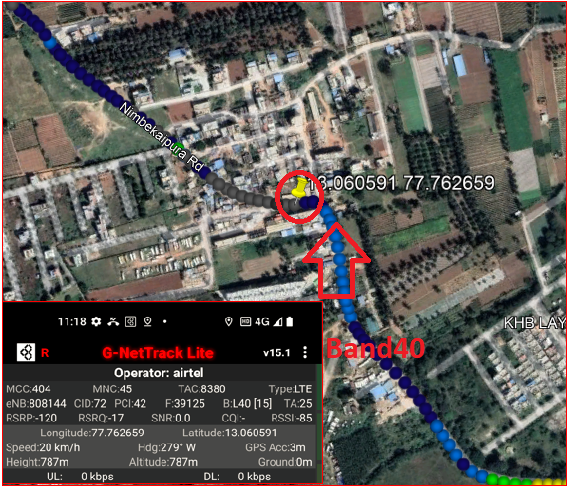 Nimbekaipura Rd
13.060591 77.762659
KHB LAY
Band40
11:18 4G
R G-NetTrack Lite v15.1
Operator: airtel
MCC:404 MNC:45 TAC:8380 Type:LTE
eNB:808144 CID:72 PCI:42 F:39125 B:L40 [15] TA:25
RSRP:-120 RSRQ:-17 SNR:0.0 CQI:- RSSI:-85
Longitude:77.762659 Latitude:13.060591
Speed:20 km/h Hdg:279° W GPS Acc:3m
Height:787m Altitude:787m Ground:0m
UL: 0 kbps DL: 0 kbps